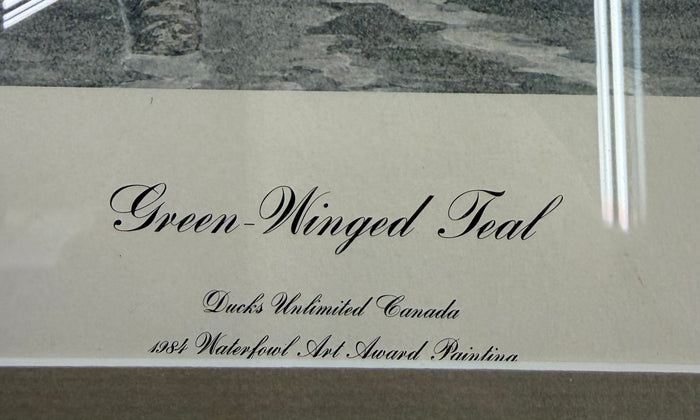 Green-Winged Teal
Ducks Unlimited Canada
1984 Waterfowl Art Award Painting